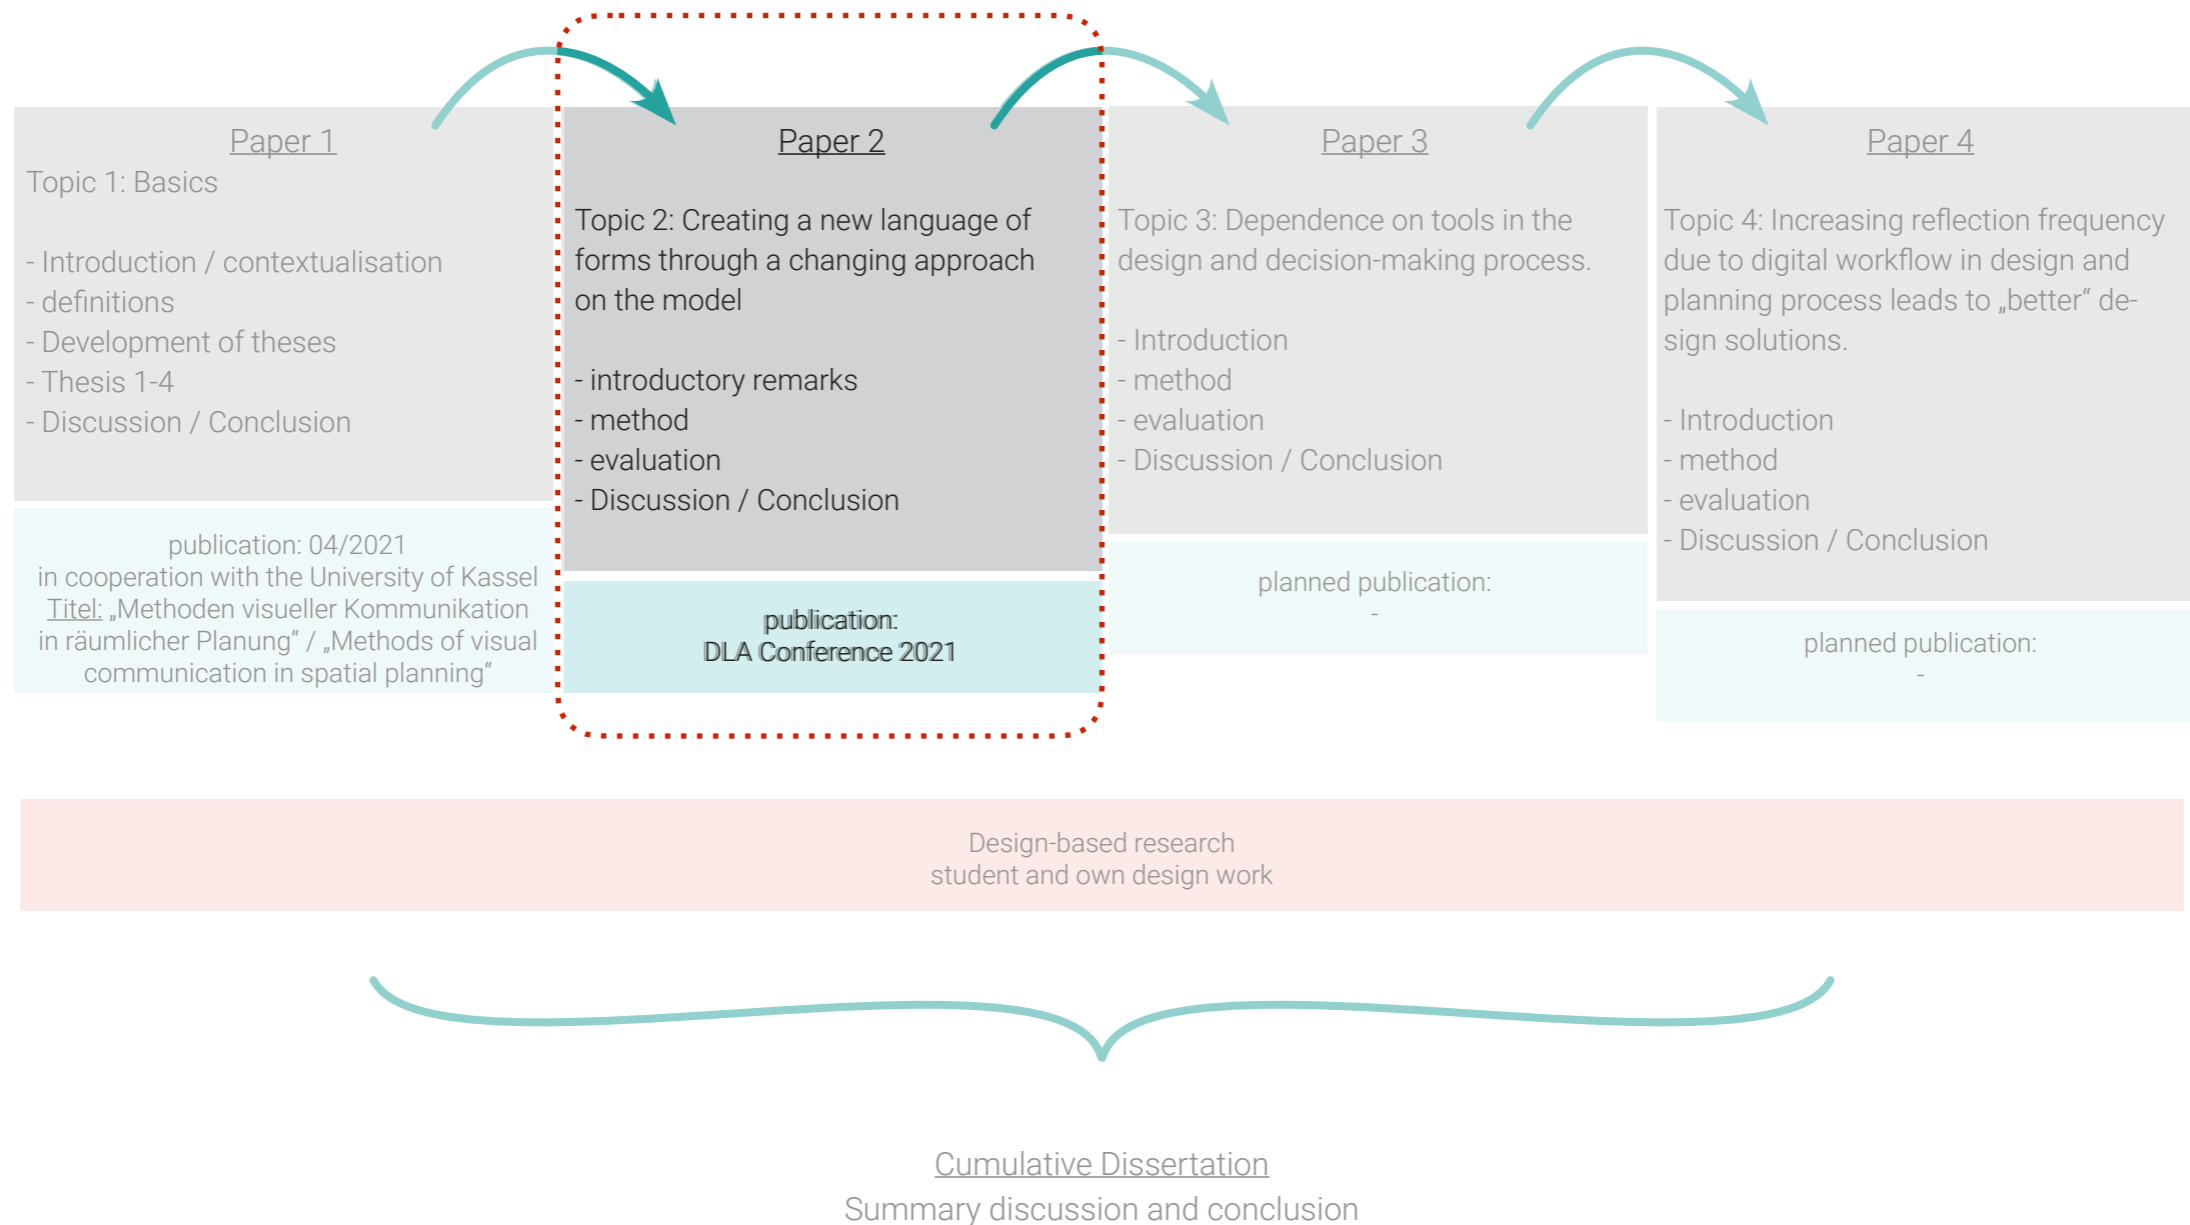 Paper 1
Topic 1: Basics
- Introduction / contextualisation
- definitions
- Development of theses
- Thesis 1-4
- Discussion / Conclusion
publication: 04/2021
in cooperation with the University of Kassel
Titel: „Methoden visueller Kommunikation
in räumlicher Planung“ / „Methods of visual
communication in spatial planning“
Paper 2
Topic 2: Creating a new language of
forms through a changing approach
on the model
- introductory remarks
- method
- evaluation
- Discussion / Conclusion
publication:
DLA Conference 2021
Paper 3
Topic 3: Dependence on tools in the
design and decision-making process.
- Introduction
- method
- evaluation
- Discussion / Conclusion
planned publication:
-
Paper 4
Topic 4: Increasing reflection frequency
due to digital workflow in design and
planning process leads to „better“ de-
sign solutions.
- Introduction
- method
- evaluation
- Discussion / Conclusion
planned publication:
-
Design-based research
student and own design work
Cumulative Dissertation
Summary discussion and conclusion